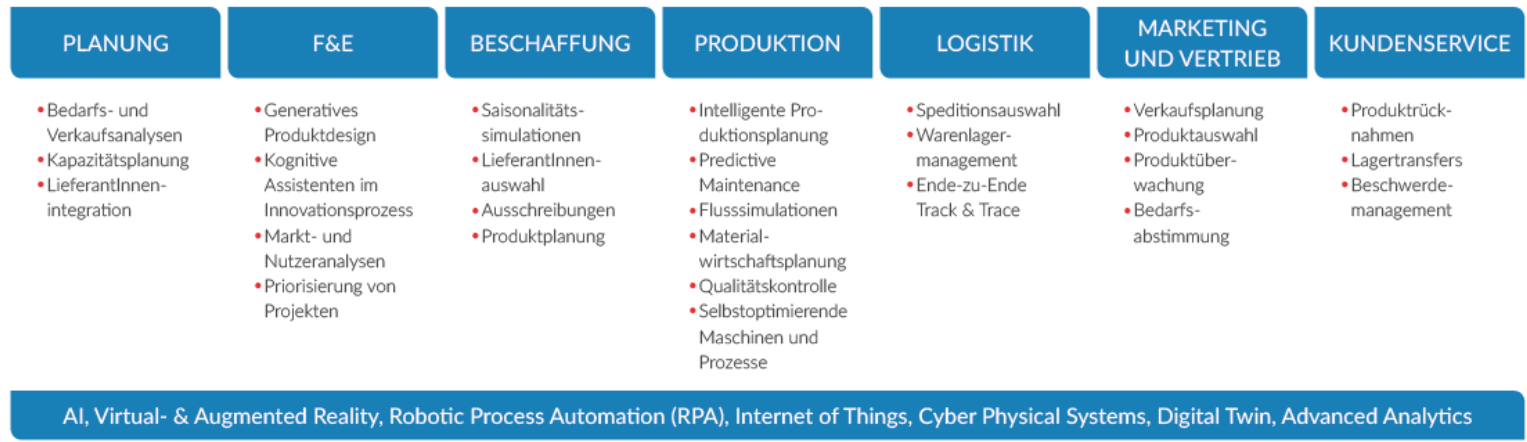 PLANUNG
Bedarfs- und
Verkaufsanalysen
Kapazitätsplanung
LieferantInnen-
integration
F&E
Generatives
Produktdesign
Kognitive
Assistenten im
Innovationsprozess
Markt- und
Nutzeranalysen
Priorisierung von
Projekten
BESCHAFFUNG
Saisonalitäts-
simulationen
LieferantInnen-
auswahl
Ausschreibungen
Produktplanung
PRODUKTION
Intelligente Pro-
duktionsplanung
Predictive
Maintenance
Flusssimulationen
Material-
wirtschaftsplanung
Qualitätskontrolle
Selbstoptimierende
Maschinen und
Prozesse
LOGISTIK
Speditionsauswahl
Warenlager-
management
Ende-zu-Ende
Track & Trace
MARKETING
UND VERTRIEB
Verkaufsplanung
Produktauswahl
Produktüber-
wachung
Bedarfs-
abstimmung
KUNDENSERVICE
Produktrück-
nahmen
Lagertransfers
Beschwerde-
management
AI, Virtual- & Augmented Reality, Robotic Process Automation (RPA), Internet of Things, Cyber Physical Systems, Digital Twin, Advanced Analytics